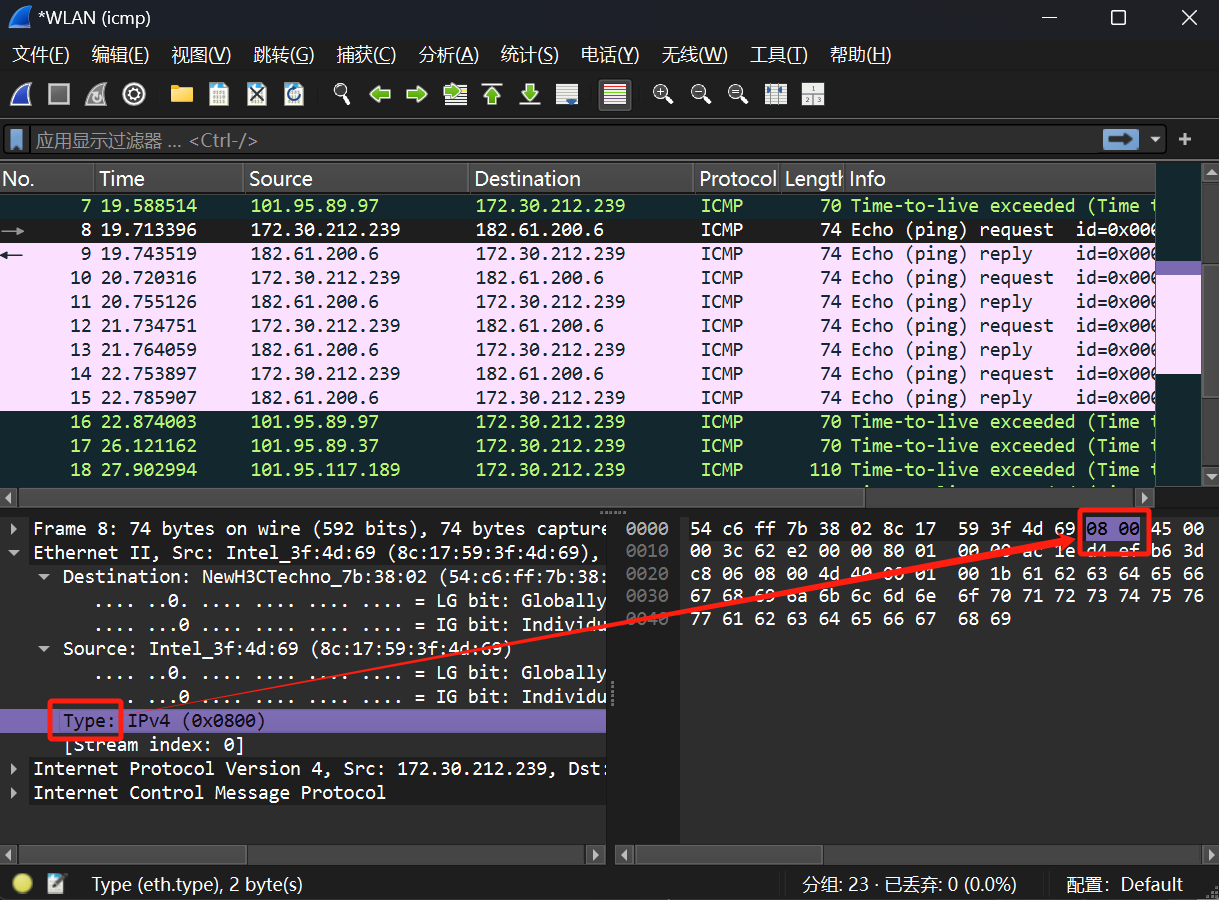 *WLAN (icmp)
文件(F) 编辑(E) 视图(V) 跳转(G) 捕获(C) 分析(A) 统计(S) 电话(Y) 无线(W) 工具(T) 帮助(H)
应用显示过滤器 … <Ctrl-/>
No. Time Source Destination Protocol Length Info
7 19.588514 101.95.89.97 172.30.212.239 ICMP 70 Time-to-live exceeded (Time t
8 19.713396 172.30.212.239 182.61.200.6 ICMP 74 Echo (ping) request id=0x000
9 19.743519 182.61.200.6 172.30.212.239 ICMP 74 Echo (ping) reply id=0x000
10 20.720316 172.30.212.239 182.61.200.6 ICMP 74 Echo (ping) request id=0x000
11 20.755126 182.61.200.6 172.30.212.239 ICMP 74 Echo (ping) reply id=0x000
12 21.734751 172.30.212.239 182.61.200.6 ICMP 74 Echo (ping) request id=0x000
13 21.764059 182.61.200.6 172.30.212.239 ICMP 74 Echo (ping) reply id=0x000
14 22.753897 172.30.212.239 182.61.200.6 ICMP 74 Echo (ping) request id=0x000
15 22.785907 182.61.200.6 172.30.212.239 ICMP 74 Echo (ping) reply id=0x000
16 22.874003 101.95.89.97 172.30.212.239 ICMP 70 Time-to-live exceeded (Time t
17 26.121162 101.95.89.37 172.30.212.239 ICMP 70 Time-to-live exceeded (Time t
18 27.902994 101.95.117.189 172.30.212.239 ICMP 110 Time-to-live exceeded (Time t
Frame 8: 74 bytes on wire (592 bits), 74 bytes capture
Ethernet II, Src: Intel_3f:4d:69 (8c:17:59:3f:4d:69),
Destination: NewH3CTechno_7b:38:02 (54:c6:ff:7b:38:
.... ..0. .... .... .... .... = LG bit: Globally
.... ...0 .... .... .... .... = IG bit: Individu
Source: Intel_3f:4d:69 (8c:17:59:3f:4d:69)
.... ..0. .... .... .... .... = LG bit: Globally
.... ...0 .... .... .... .... = IG bit: Individu
Type: IPv4 (0x0800)
[Stream index: 0]
Internet Protocol Version 4, Src: 172.30.212.239, Dst:
Internet Control Message Protocol
0000 54 c6 ff 7b 38 02 8c 17 59 3f 4d 69 08 00 45 00
0010 00 3c 62 e2 00 00 80 01 00 00 ac 1e d4 ef b6 3d
0020 c8 06 08 00 4d 40 00 01 00 1b 61 62 63 64 65 66
0030 67 68 69 6a 6b 6c 6d 6e 6f 70 71 72 73 74 75 76
0040 77 61 62 63 64 65 66 67 68 69
Type (eth.type), 2 byte(s)
分组: 23 · 已丢弃: 0 (0.0%)
配置: Default